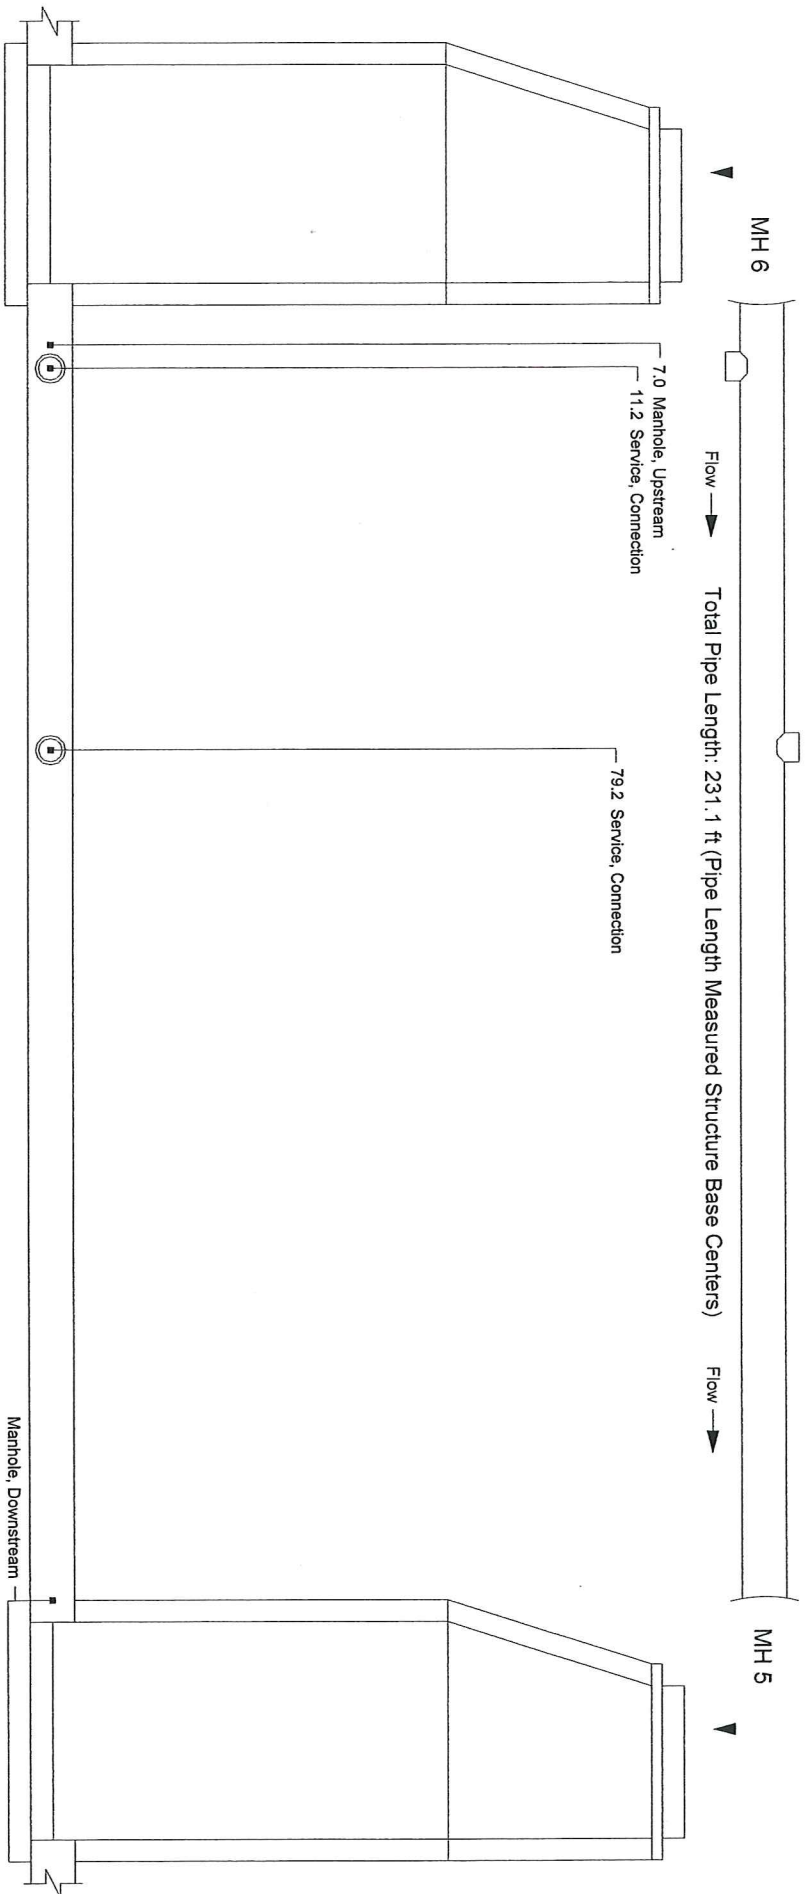 MH 6
MH 5
Flow
Total Pipe Length: 231.1 ft (Pipe Length Measured Structure Base Centers)
Flow
7.0 Manhole, Upstream
11.2 Service, Connection
79.2 Service, Connection
Manhole, Downstream